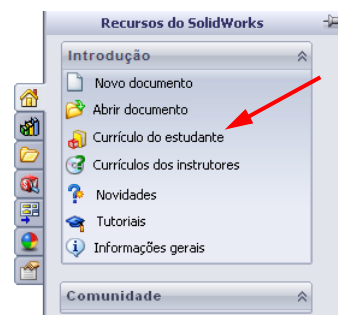 Recursos do SolidWorks
Introdução
Novo documento
Abrir documento
Currículo do estudante
Currículos dos instrutores
Novidades
Tutoriais
Informações gerais
Comunidade